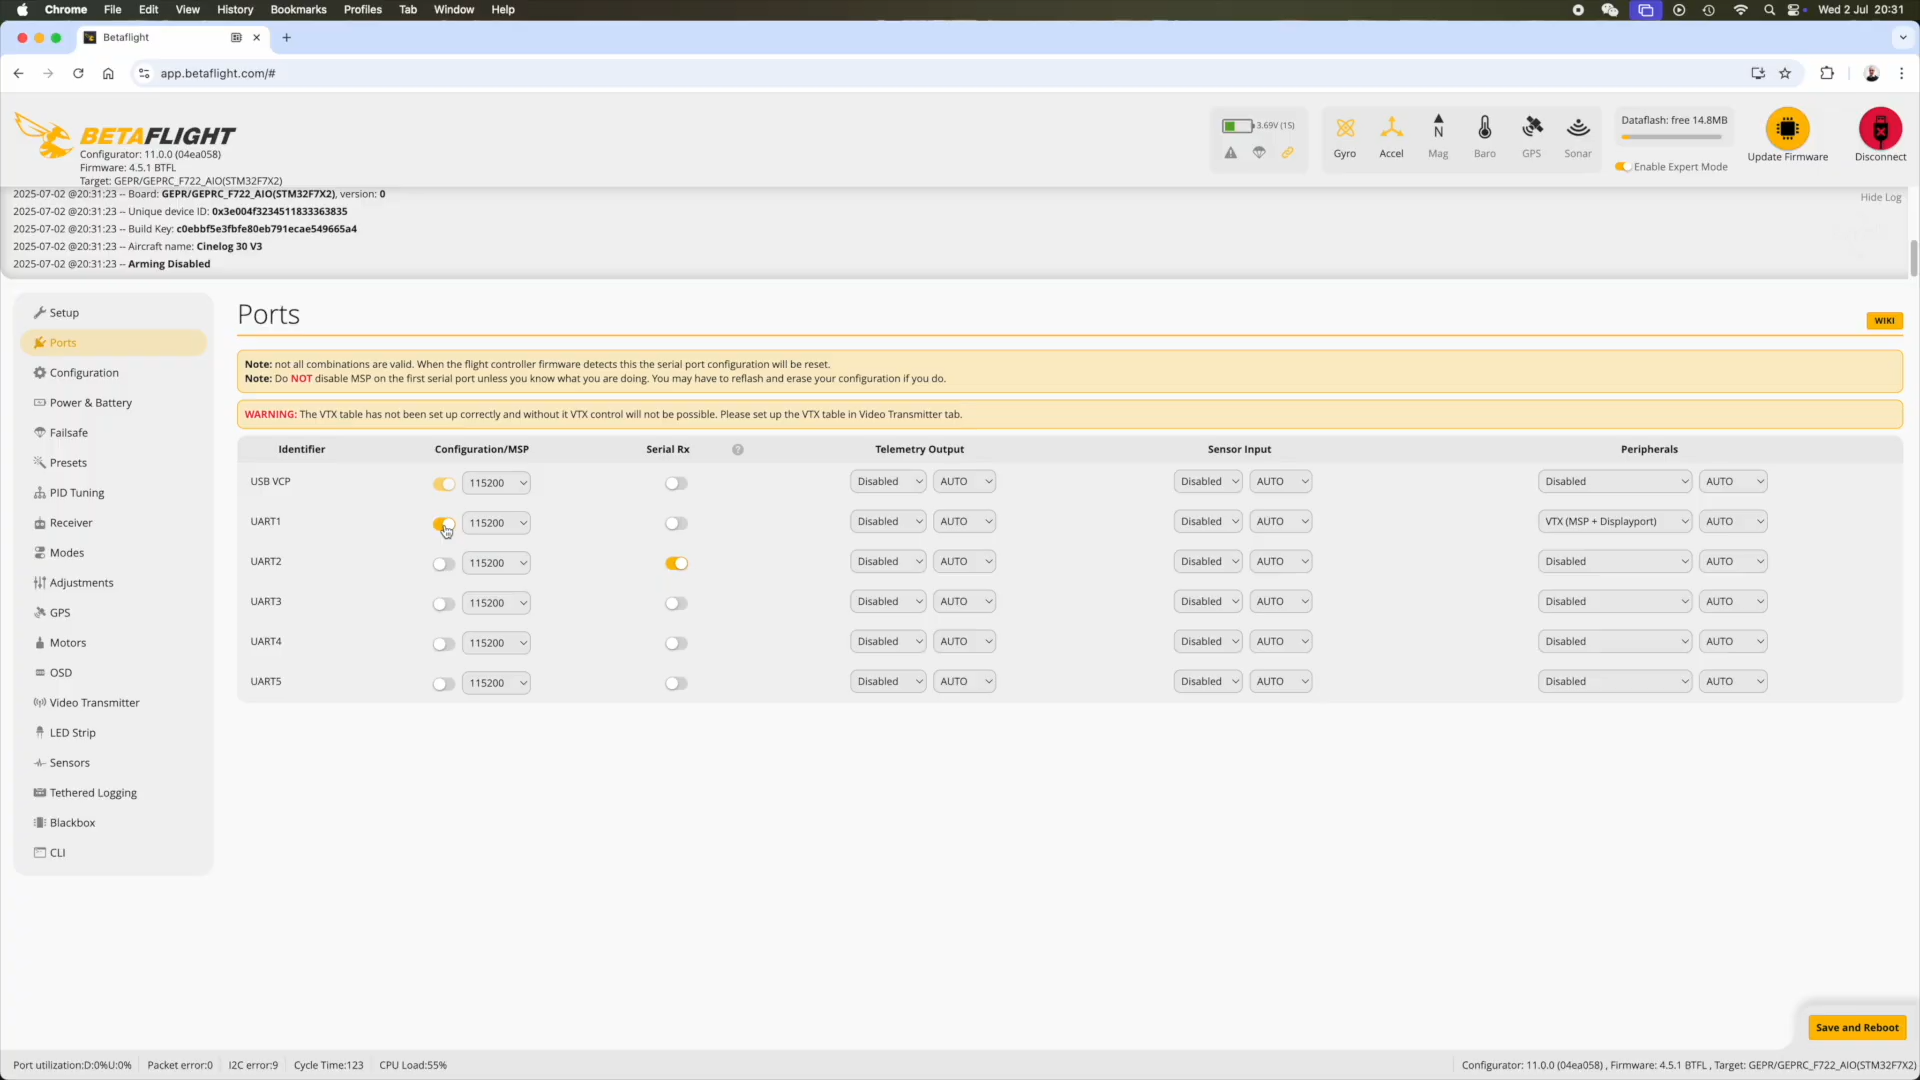 Chrome File Edit View History Bookmarks Profiles Tab Window Help Wed 2 Jul 20:31
Betaflight
app.betaflight.com/#
BETAFLIGHT
Configurator: 11.0.0 (04ea058)
Firmware: 4.5.1 BTFL
Target: GEPR/GEPRC_F722_AIO(STM32F7X2)
3.69V (1S)
N
Gyro Accel Mag Baro GPS Sonar
Dataflash: free 14.8MB
Enable Expert Mode
Update Firmware
Disconnect
2025-07-02 @20:31:23 -- Board: GEPR/GEPRC_F722_AIO(STM32F7X2), version: 0
Hide Log
2025-07-02 @20:31:23 -- Unique device ID: 0x3e004f3234511833363835
2025-07-02 @20:31:23 -- Build Key: c0ebbf5e3fbfe80eb791ecae549665a4
2025-07-02 @20:31:23 -- Aircraft name: Cinelog 30 V3
2025-07-02 @20:31:23 -- Arming Disabled
Setup
Ports
Configuration
Power & Battery
Failsafe
Presets
PID Tuning
Receiver
Modes
Adjustments
GPS
Motors
OSD
Video Transmitter
LED Strip
Sensors
Tethered Logging
Blackbox
CLI
Ports
WIKI
Note: not all combinations are valid. When the flight controller firmware detects this the serial port configuration will be reset.
Note: Do NOT disable MSP on the first serial port unless you know what you are doing. You may have to reflash and erase your configuration if you do.
WARNING: The VTX table has not been set up correctly and without it VTX control will not be possible. Please set up the VTX table in Video Transmitter tab.
Identifier Configuration/MSP Serial Rx ? Telemetry Output Sensor Input Peripherals
USB VCP 115200 Disabled AUTO Disabled AUTO Disabled AUTO
UART1 115200 Disabled AUTO Disabled AUTO VTX (MSP + Displayport) AUTO
UART2 115200 Disabled AUTO Disabled AUTO Disabled AUTO
UART3 115200 Disabled AUTO Disabled AUTO Disabled AUTO
UART4 115200 Disabled AUTO Disabled AUTO Disabled AUTO
UART5 115200 Disabled AUTO Disabled AUTO Disabled AUTO
Save and Reboot
Port utilization:D:0%U:0% Packet error:0 I2C error:9 Cycle Time:123 CPU Load:55% Configurator: 11.0.0 (04ea058) , Firmware: 4.5.1 BTFL , Target: GEPR/GEPRC_F722_AIO(STM32F7X2)